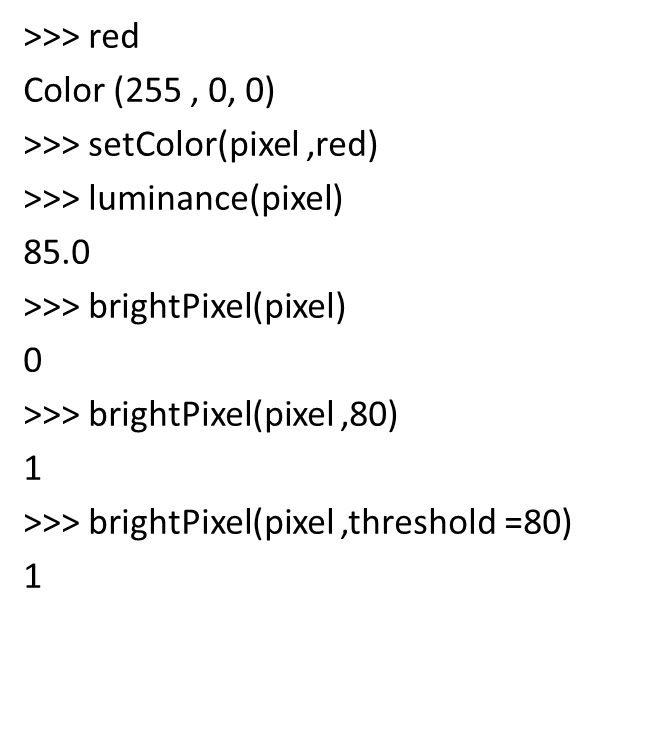 >>> red
Color (255 , 0, 0)
>>> setColor(pixel ,red)
>>> luminance(pixel)
85.0
>>> brightPixel(pixel)
0
>>> brightPixel(pixel ,80)
1
>>> brightPixel(pixel ,threshold =80)
1